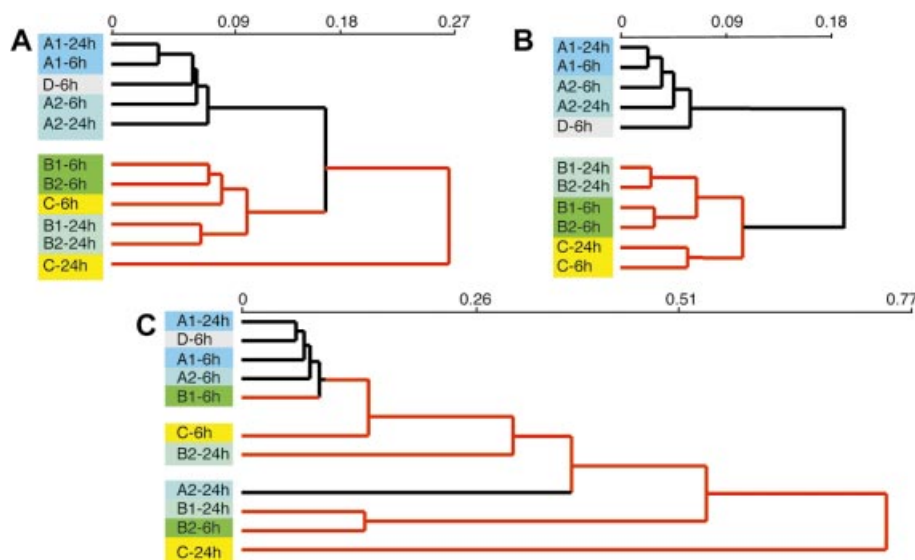 0 0.09 0.18 0.27
A
A1-24h
A1-6h
D-6h
A2-6h
A2-24h
B1-6h
B2-6h
C-6h
B1-24h
B2-24h
C-24h
0 0.09 0.18
B
A1-24h
A1-6h
A2-6h
A2-24h
D-6h
B1-24h
B2-24h
B1-6h
B2-6h
C-24h
C-6h
0 0.26 0.51 0.77
C
A1-24h
D-6h
A1-6h
A2-6h
B1-6h
C-6h
B2-24h
A2-24h
B1-24h
B2-6h
C-24h